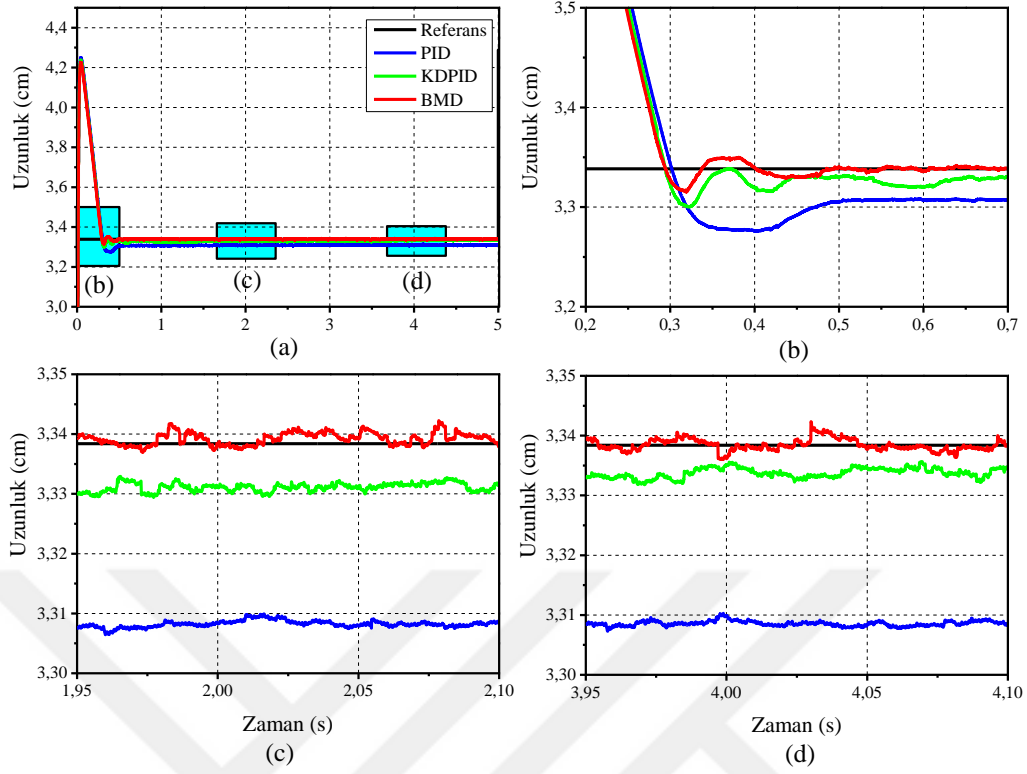 Uzunluk (cm)
4,4
4,2
4,0
3,8
3,6
3,4
3,2
3,0
Referans
PID
KDPID
BMD
(b)
(c)
(d)
0 1 2 3 4 5
(a)
Uzunluk (cm)
3,5
3,4
3,3
3,2
0,2 0,3 0,4 0,5 0,6 0,7
(b)
Uzunluk (cm)
3,35
3,34
3,33
3,32
3,31
3,30
1,95 2,00 2,05 2,10
Zaman (s)
(c)
Uzunluk (cm)
3,35
3,34
3,33
3,32
3,31
3,30
3,95 4,00 4,05 4,10
Zaman (s)
(d)